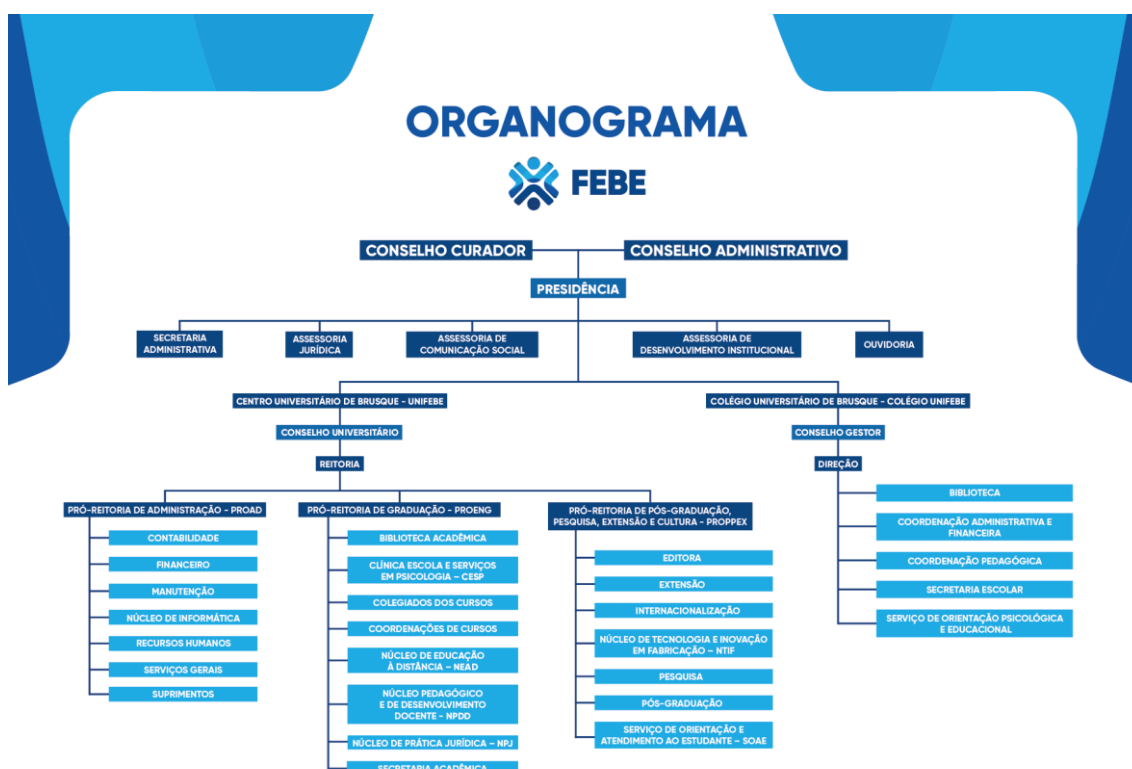 ORGANOGRAMA
FEBE
CONSELHO CURADOR
CONSELHO ADMINISTRATIVO
PRESIDÊNCIA
SECRETARIA
ADMINISTRATIVA
ASSESSORIA
JURÍDICA
ASSESSORIA DE
COMUNICAÇÃO SOCIAL
ASSESSORIA DE
DESENVOLVIMENTO INSTITUCIONAL
OUVIDORIA
CENTRO UNIVERSITÁRIO DE BRUSQUE - UNIFEBE
CONSELHO UNIVERSITÁRIO
REITORIA
PRÓ-REITORIA DE ADMINISTRAÇÃO - PROAD
CONTABILIDADE
FINANCEIRO
MANUTENÇÃO
NÚCLEO DE INFORMÁTICA
RECURSOS HUMANOS
SERVIÇOS GERAIS
SUPRIMENTOS
PRÓ-REITORIA DE GRADUAÇÃO - PROENG
BIBLIOTECA ACADÊMICA
CLÍNICA ESCOLA E SERVIÇOS
EM PSICOLOGIA – CESP
COLEGIADOS DOS CURSOS
COORDENAÇÕES DE CURSOS
NÚCLEO DE EDUCAÇÃO
À DISTÂNCIA – NEAD
NÚCLEO PEDAGÓGICO
E DE DESENVOLVIMENTO
DOCENTE - NPDD
NÚCLEO DE PRÁTICA JURÍDICA – NPJ
SECRETARIA ACADÊMICA
PRÓ-REITORIA DE PÓS-GRADUAÇÃO,
PESQUISA, EXTENSÃO E CULTURA - PROPPEX
EDITORA
EXTENSÃO
INTERNACIONALIZAÇÃO
NÚCLEO DE TECNOLOGIA E INOVAÇÃO
EM FABRICAÇÃO – NTIF
PESQUISA
PÓS-GRADUAÇÃO
SERVIÇO DE ORIENTAÇÃO E
ATENDIMENTO AO ESTUDANTE – SOAE
COLÉGIO UNIVERSITÁRIO DE BRUSQUE - COLÉGIO UNIFEBE
CONSELHO GESTOR
DIREÇÃO
BIBLIOTECA
COORDENAÇÃO ADMINISTRATIVA E
FINANCEIRA
COORDENAÇÃO PEDAGÓGICA
SECRETARIA ESCOLAR
SERVIÇO DE ORIENTAÇÃO PSICOLÓGICA
E EDUCACIONAL